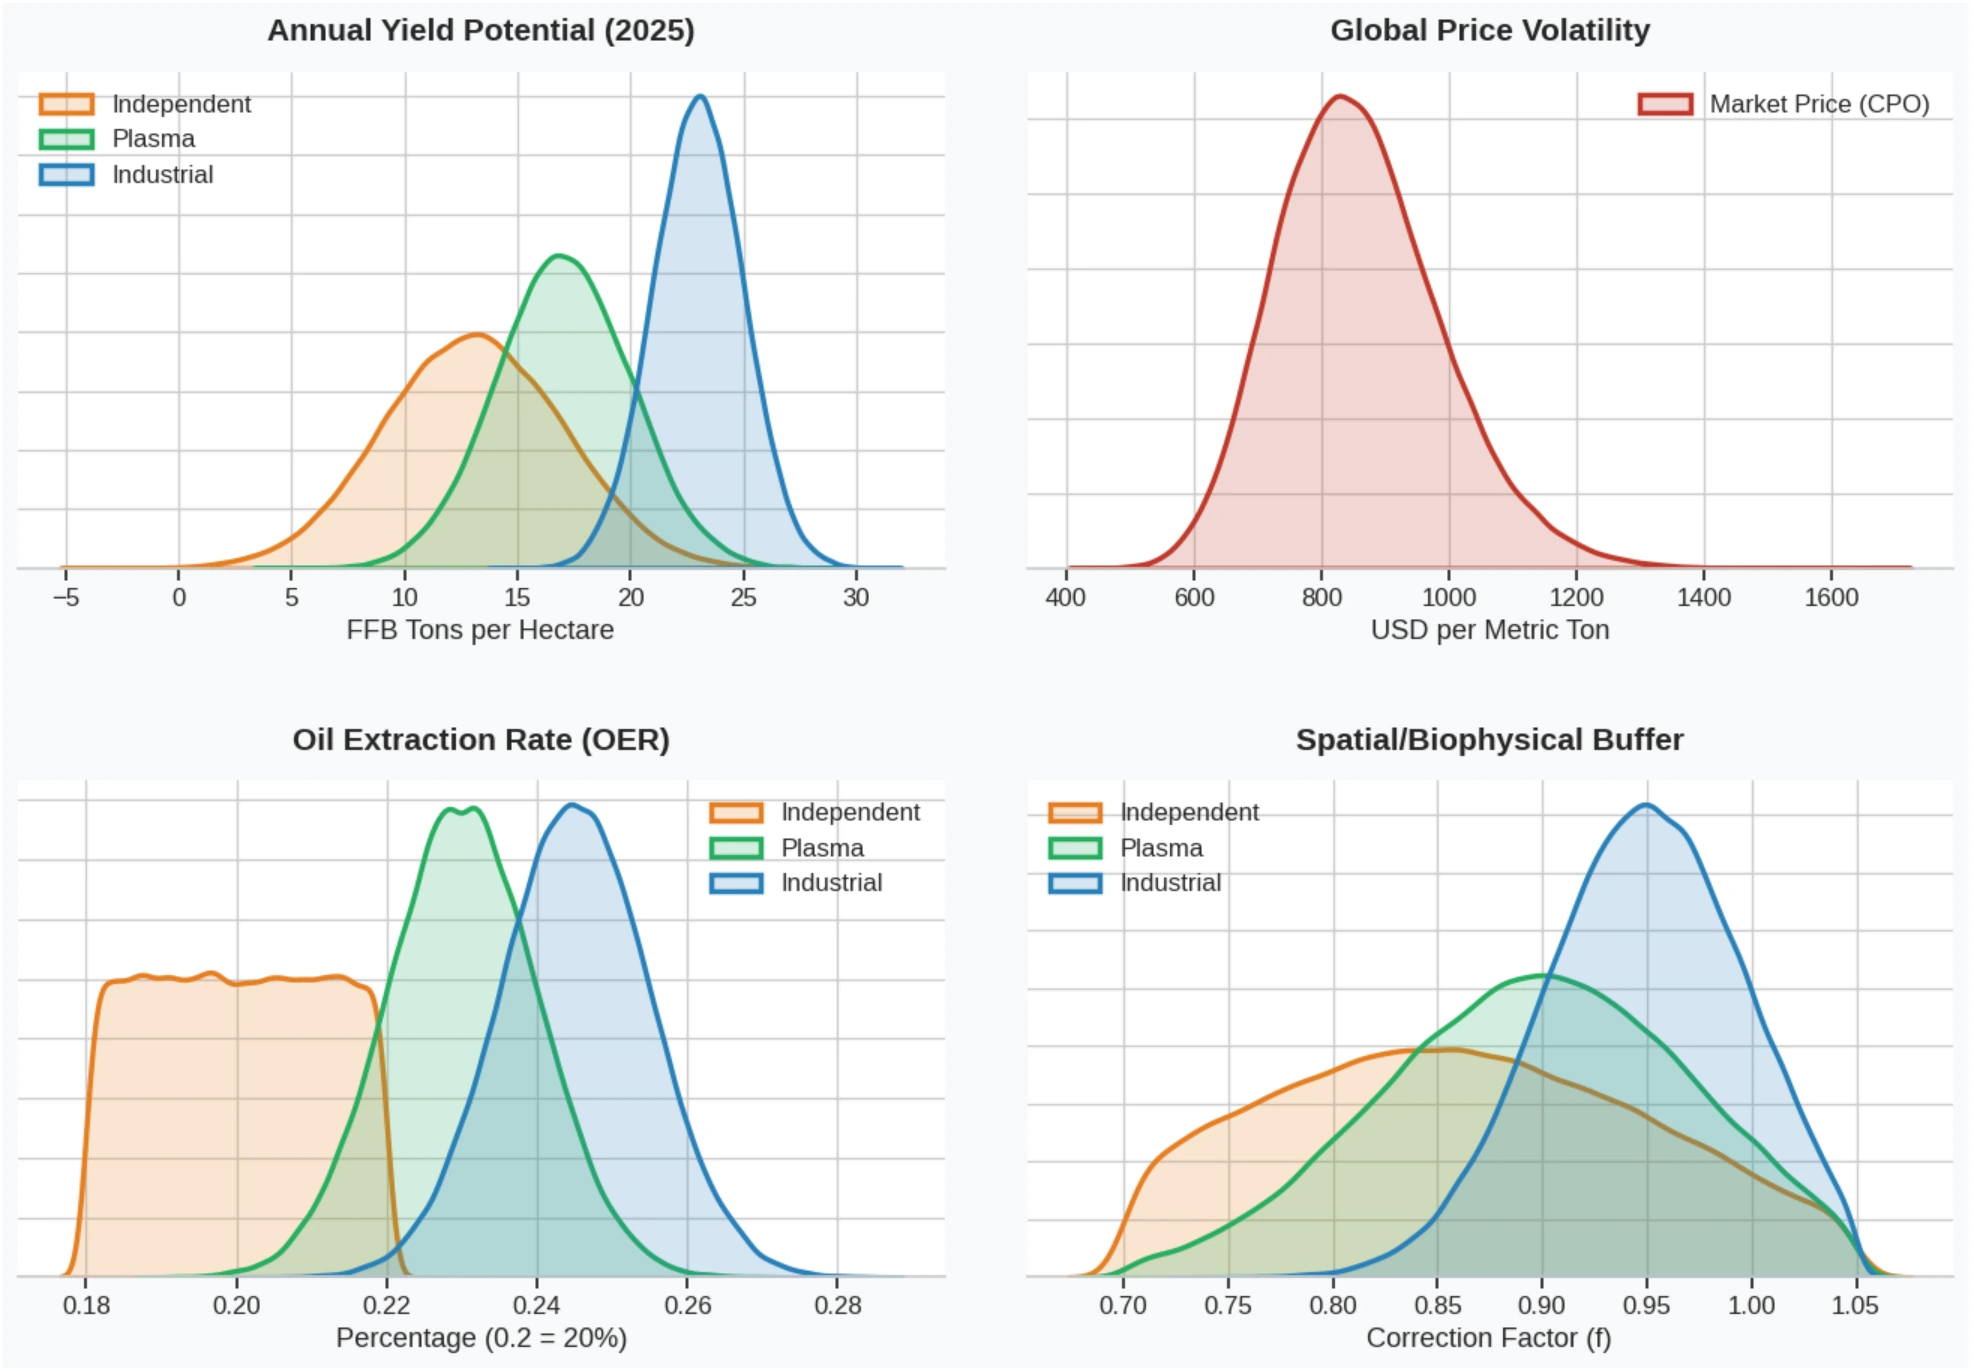 Annual Yield Potential (2025)
Independent
Plasma
Industrial
−5 0 5 10 15 20 25 30
FFB Tons per Hectare
Global Price Volatility
Market Price (CPO)
400 600 800 1000 1200 1400 1600
USD per Metric Ton
Oil Extraction Rate (OER)
Independent
Plasma
Industrial
0.18 0.20 0.22 0.24 0.26 0.28
Percentage (0.2 = 20%)
Spatial/Biophysical Buffer
Independent
Plasma
Industrial
0.70 0.75 0.80 0.85 0.90 0.95 1.00 1.05
Correction Factor (f)